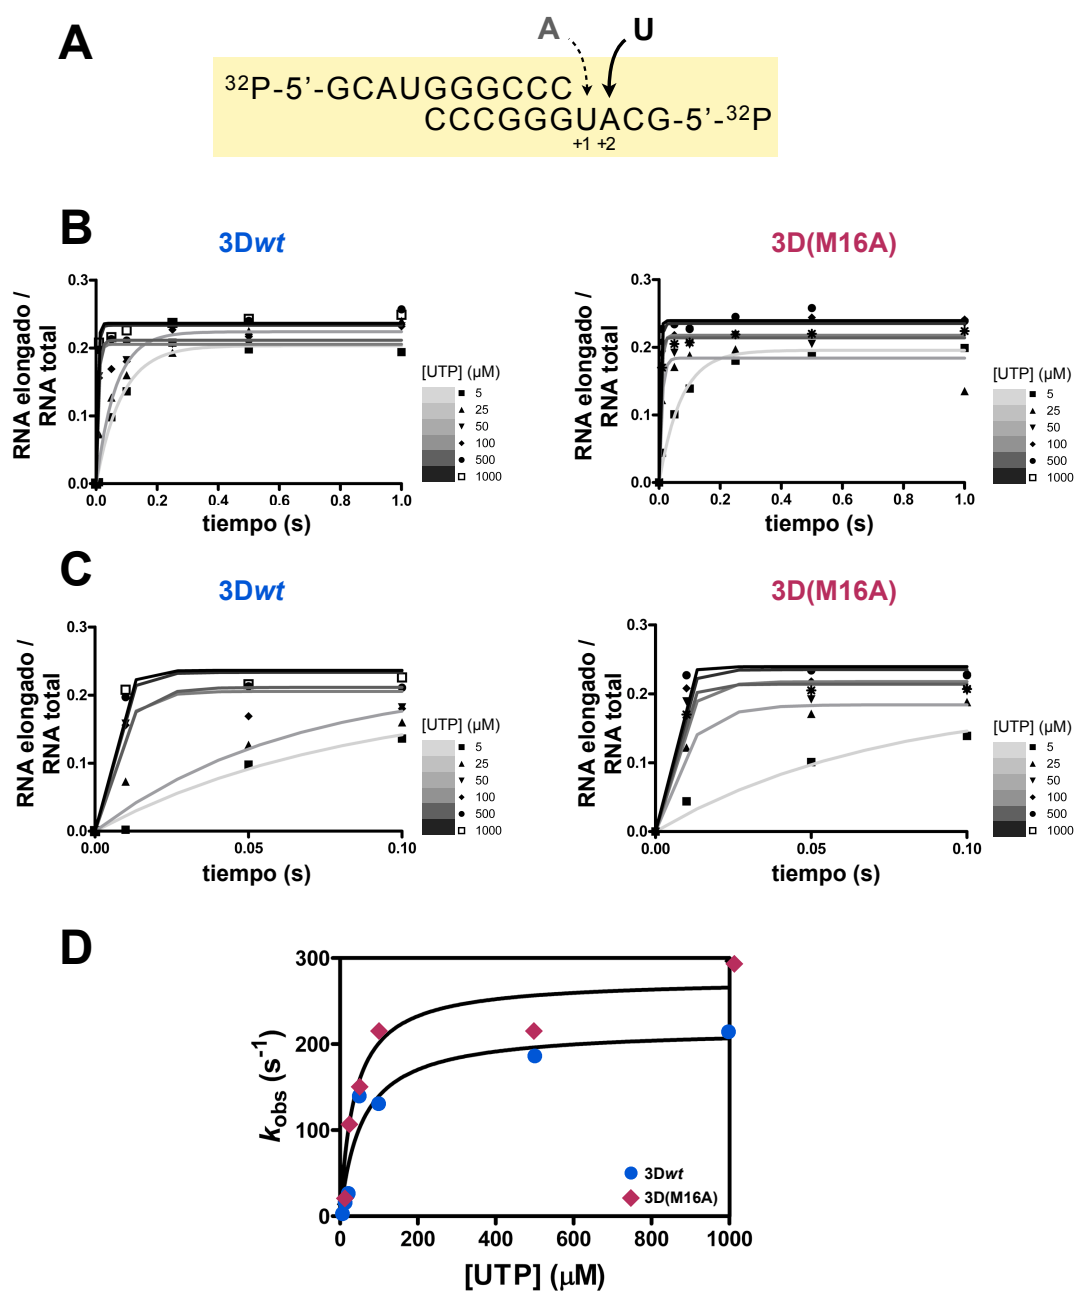 A
A U
32P-5’-GCAUGGGCCC
CCCGGGUACG-5’-32P
+1 +2
B
3Dwt
RNA elongado /
RNA total
0.3
0.2
0.1
0.0
0.0 0.2 0.4 0.6 0.8 1.0
tiempo (s)
[UTP] (µM)
5
25
50
100
500
1000
3D(M16A)
RNA elongado /
RNA total
0.3
0.2
0.1
0.0
0.0 0.2 0.4 0.6 0.8 1.0
tiempo (s)
[UTP] (µM)
5
25
50
100
500
1000
C
3Dwt
RNA elongado /
RNA total
0.3
0.2
0.1
0.0
0.00 0.05 0.10
tiempo (s)
[UTP] (µM)
5
25
50
100
500
1000
3D(M16A)
RNA elongado /
RNA total
0.3
0.2
0.1
0.0
0.00 0.05 0.10
tiempo (s)
[UTP] (µM)
5
25
50
100
500
1000
D
kobs (s-1)
300
200
100
0
0 200 400 600 800 1000
[UTP] (µM)
3Dwt
3D(M16A)